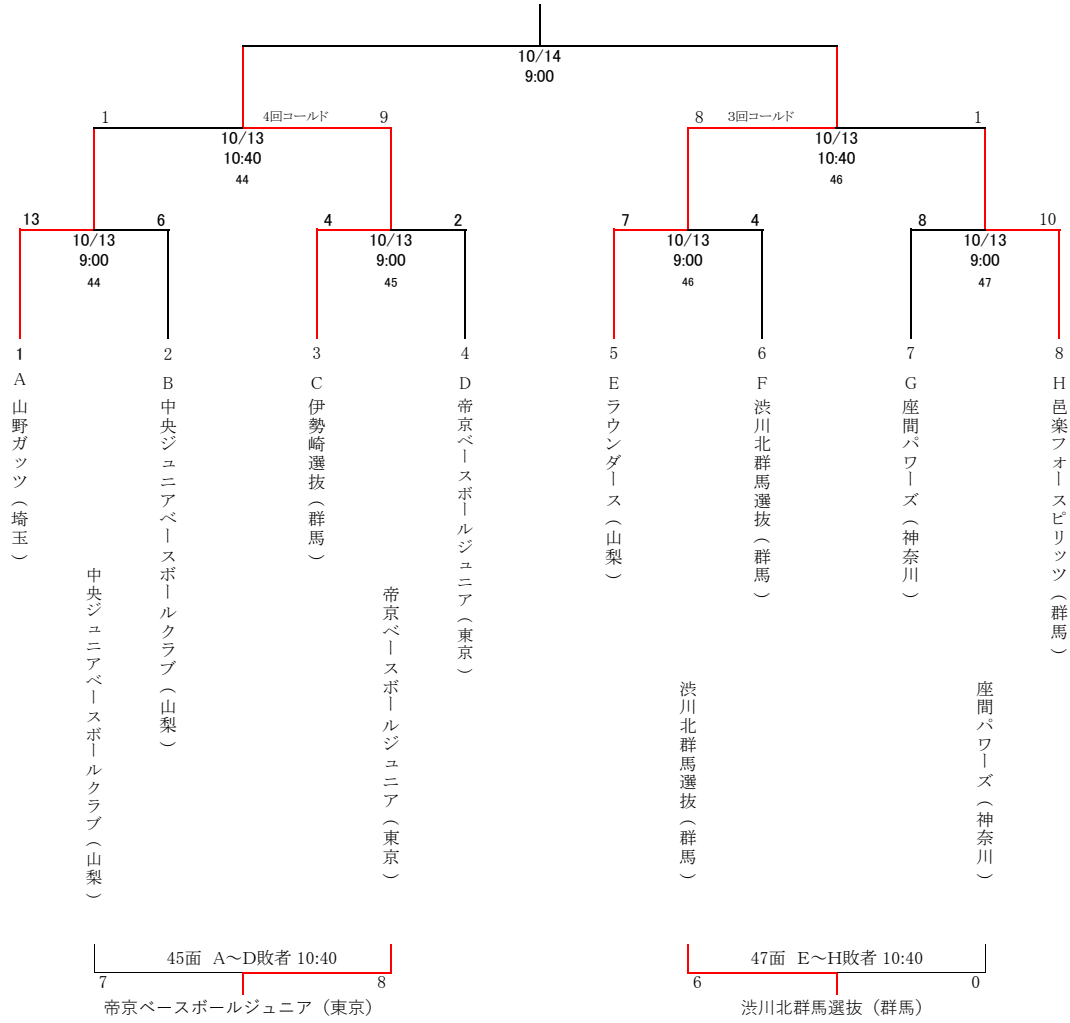 10/14
9:00
1
4回コールド
9
8
3回コールド
1
10/13
10:40
44
10/13
10:40
46
13
6
4
2
7
4
8
10
10/13
9:00
44
10/13
9:00
45
10/13
9:00
46
10/13
9:00
47
1
2
3
4
5
6
7
8
A
B
C
D
E
F
G
H
山野ガッツ(埼玉)
中央ジュニアベースボールクラブ(山梨)
伊勢崎選抜(群馬)
帝京ベースボールジュニア(東京)
ラウンダース(山梨)
渋川北群馬選抜(群馬)
座間パワーズ(神奈川)
邑楽フォースピリッツ(群馬)
中央ジュニアベースボールクラブ(山梨)
帝京ベースボールジュニア(東京)
渋川北群馬選抜(群馬)
座間パワーズ(神奈川)
45面 A～D敗者 10:40
47面 E～H敗者 10:40
7
8
6
0
帝京ベースボールジュニア（東京）
渋川北群馬選抜（群馬）